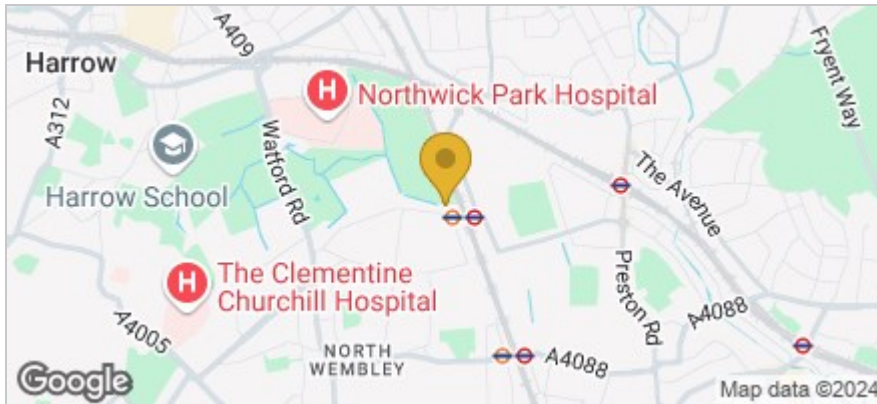 Harrow
A409
Fryent Way
A312
H
Northwick Park Hospital
Watford Rd
Harrow School
The Avenue
H
The Clementine
Churchill Hospital
Preston Rd
A4088
A4005
NORTH
WEMBLEY
A4088
Google
Map data ©2024